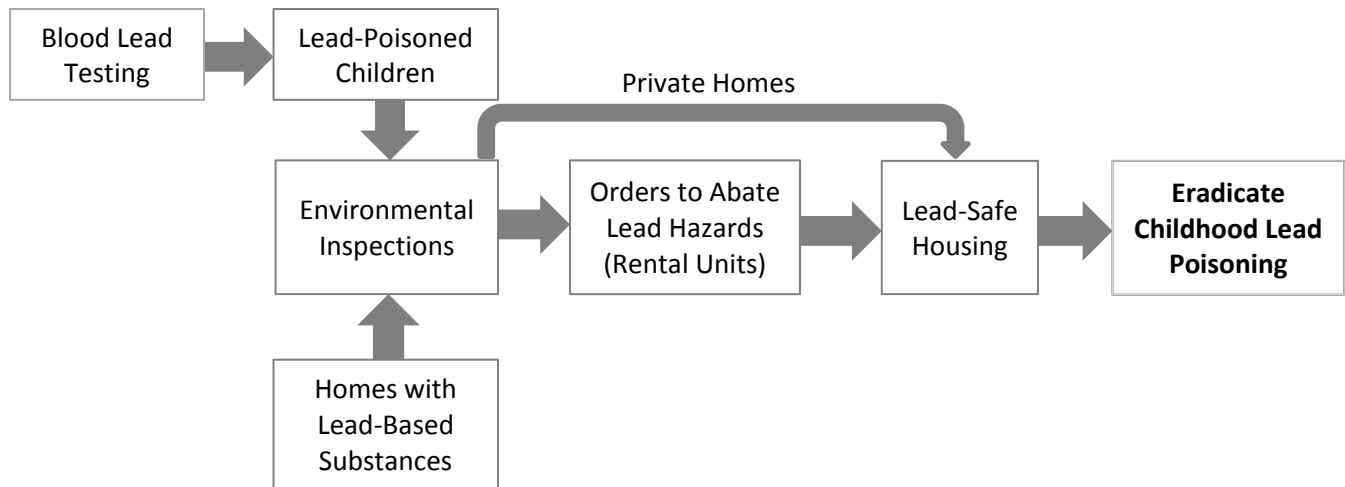 Blood Lead
Testing
Lead-Poisoned
Children
Private Homes
Environmental
Inspections
Orders to Abate
Lead Hazards
(Rental Units)
Lead-Safe
Housing
Eradicate
Childhood Lead
Poisoning
Homes with
Lead-Based
Substances